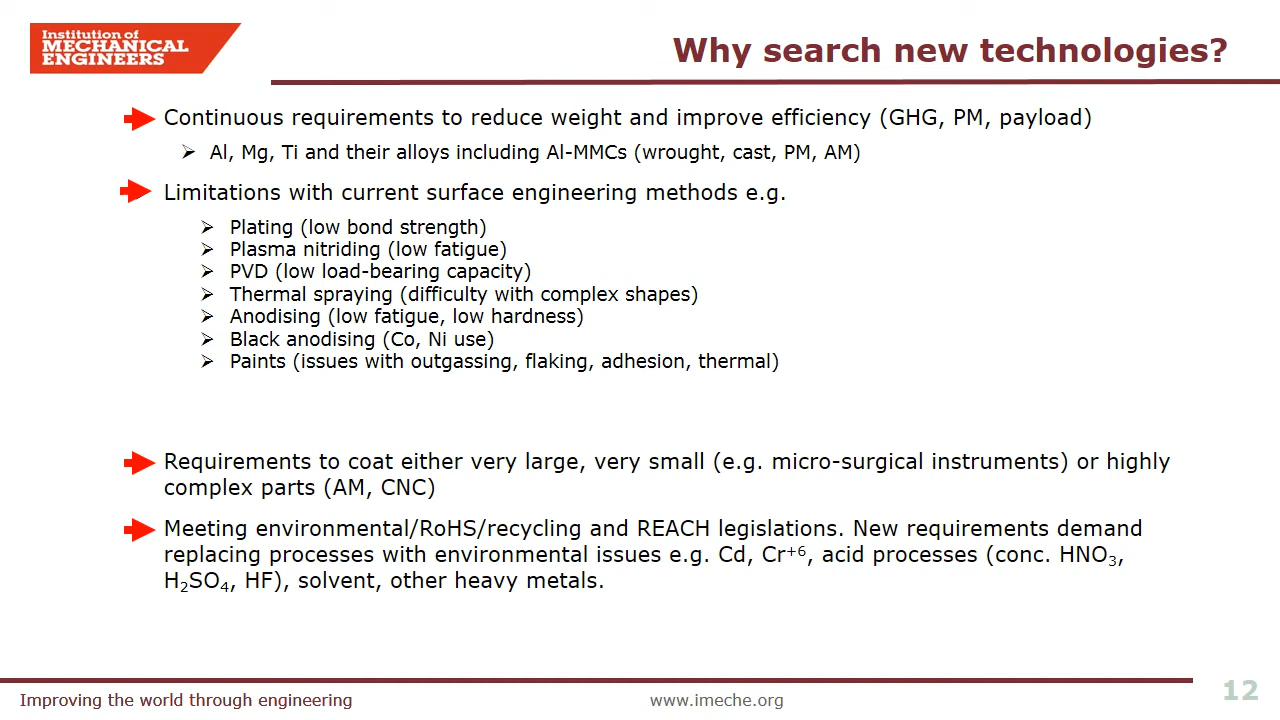 Institution of
MECHANICAL
ENGINEERS
Why search new technologies?
Continuous requirements to reduce weight and improve efficiency (GHG, PM, payload)
Al, Mg, Ti and their alloys including Al-MMCs (wrought, cast, PM, AM)
Limitations with current surface engineering methods e.g.
Plating (low bond strength)
Plasma nitriding (low fatigue)
PVD (low load-bearing capacity)
Thermal spraying (difficulty with complex shapes)
Anodising (low fatigue, low hardness)
Black anodising (Co, Ni use)
Paints (issues with outgassing, flaking, adhesion, thermal)
Requirements to coat either very large, very small (e.g. micro-surgical instruments) or highly
complex parts (AM, CNC)
Meeting environmental/RoHS/recycling and REACH legislations. New requirements demand
replacing processes with environmental issues e.g. Cd, Cr⁺⁶, acid processes (conc. HNO₃,
H₂SO₄, HF), solvent, other heavy metals.
Improving the world through engineering
www.imeche.org
12